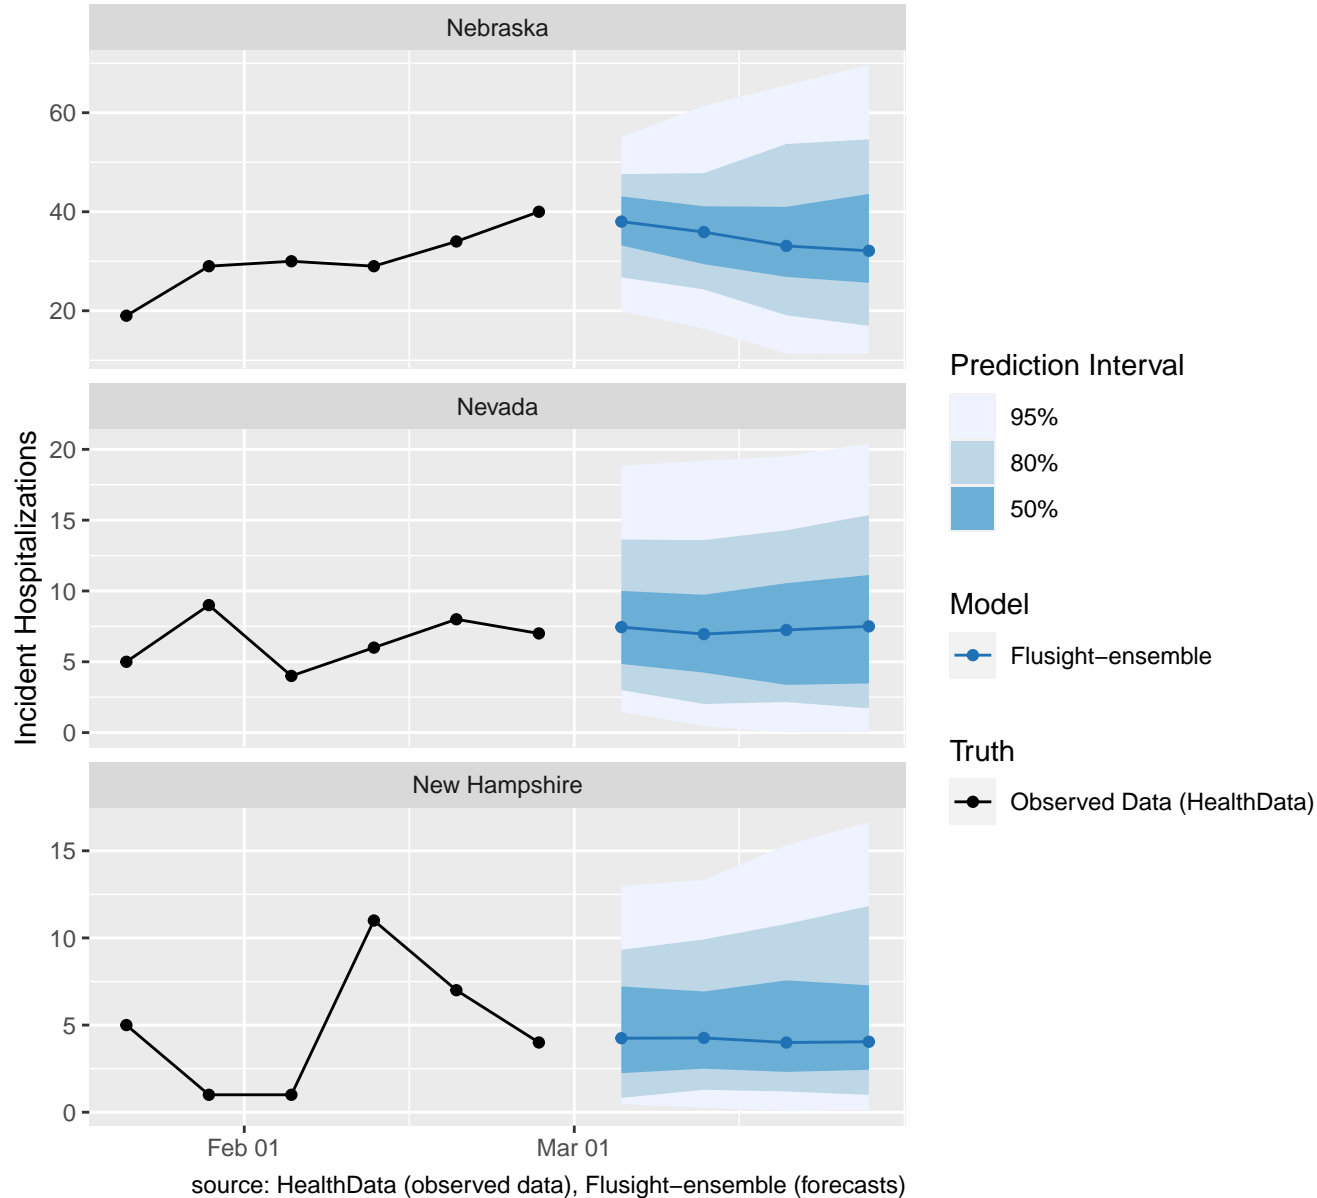 Nebraska
60
40
20
Nevada
20
15
10
5
0
New Hampshire
15
10
5
0
Feb 01
Mar 01
Incident Hospitalizations
source: HealthData (observed data), Flusight−ensemble (forecasts)
Prediction Interval
95%
80%
50%
Model
Flusight−ensemble
Truth
Observed Data (HealthData)